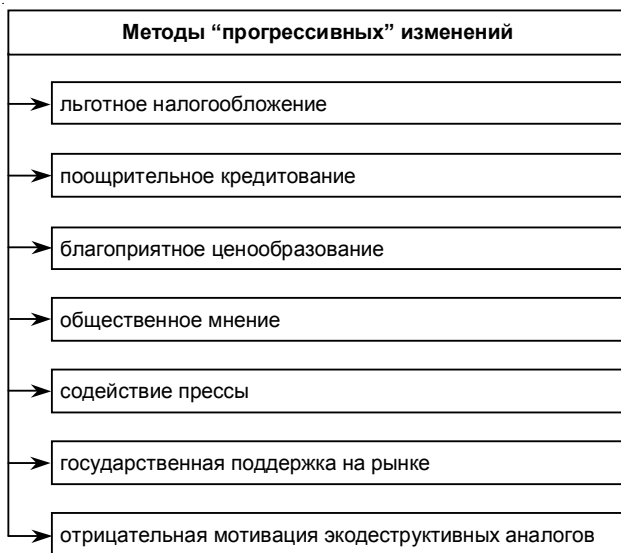 Методы “прогрессивных” изменений
льготное налогообложение
поощрительное кредитование
благоприятное ценообразование
общественное мнение
содействие прессы
государственная поддержка на рынке
отрицательная мотивация экодеструктивных аналогов